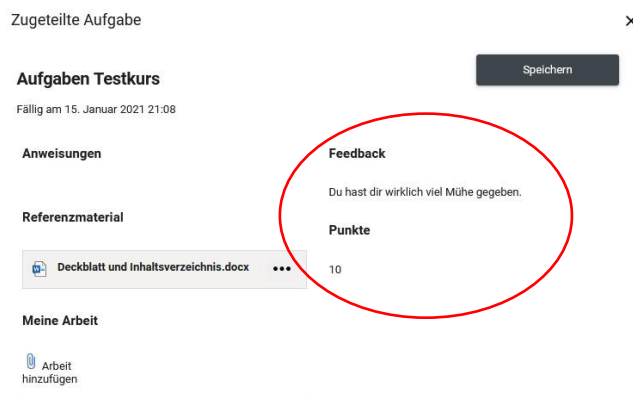 Zugeteilte Aufgabe
Aufgaben Testkurs
Speichern
Fällig am 15. Januar 2021 21:08
Anweisungen
Referenzmaterial
Deckblatt und Inhaltsverzeichnis.docx
Meine Arbeit
Arbeit
hinzufügen
Feedback
Du hast dir wirklich viel Mühe gegeben.
Punkte
10